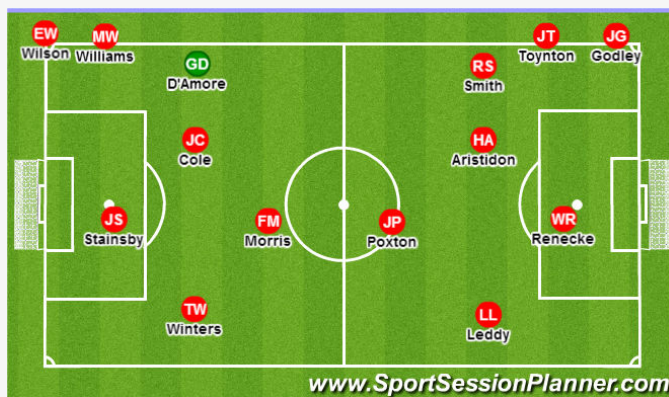 EW
Wilson
MW
Williams
GD
D'Amore
RS
Smith
JT
Toynton
JG
Godley
JC
Cole
HA
Aristidon
JS
Stainsby
FM
Morris
JP
Poxton
WR
Renecke
TW
Winters
LL
Leddy
www.SportSessionPlanner.com